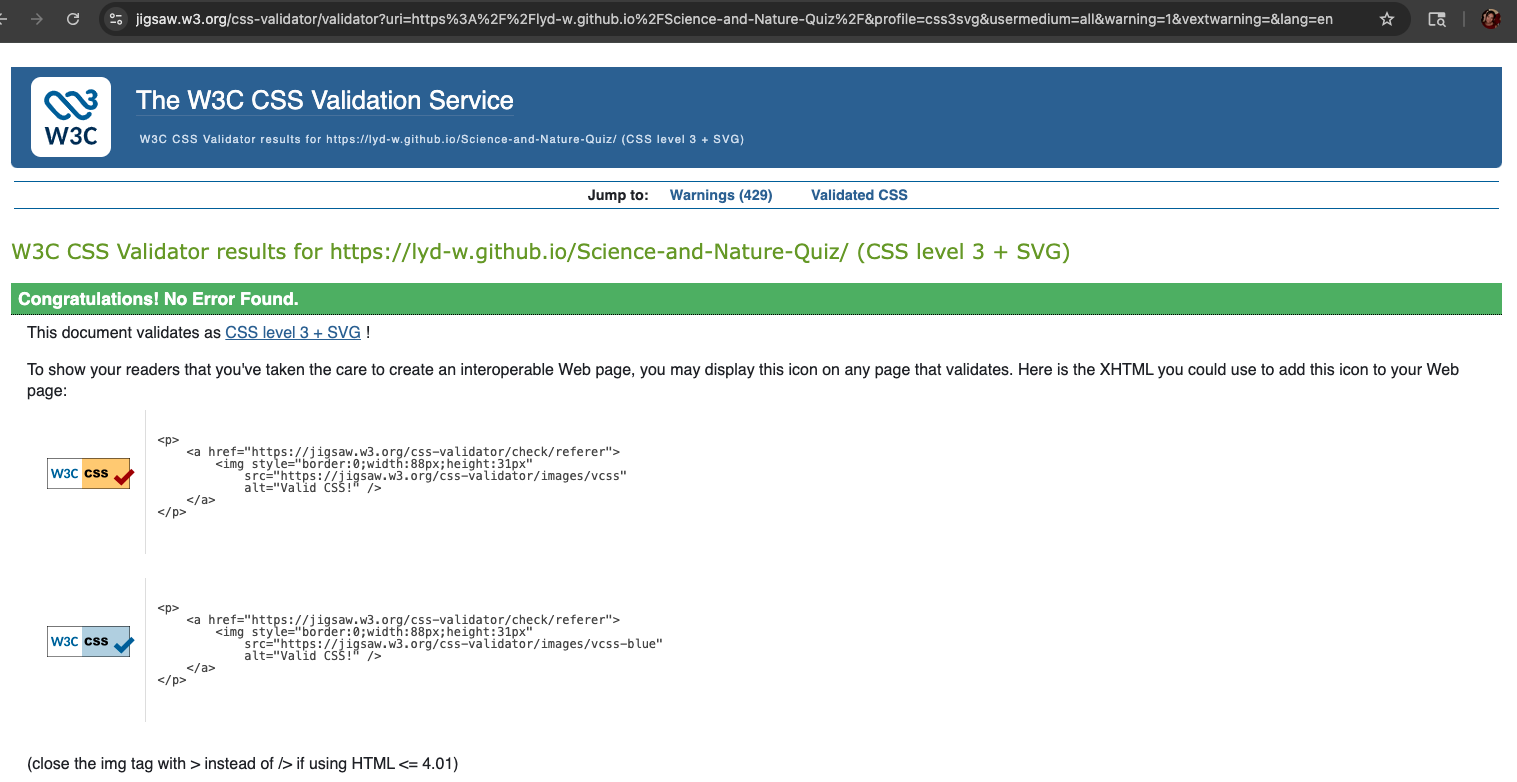 jigsaw.w3.org/css-validator/validator?uri=https%3A%2F%2Flyd-w.github.io%2FScience-and-Nature-Quiz%2F&profile=css3svg&usermedium=all&warning=1&vextwarning=&lang=en
W3C
The W3C CSS Validation Service
W3C CSS Validator results for https://lyd-w.github.io/Science-and-Nature-Quiz/ (CSS level 3 + SVG)
Jump to: Warnings (429) Validated CSS
W3C CSS Validator results for https://lyd-w.github.io/Science-and-Nature-Quiz/ (CSS level 3 + SVG)
Congratulations! No Error Found.
This document validates as CSS level 3 + SVG !
To show your readers that you've taken the care to create an interoperable Web page, you may display this icon on any page that validates. Here is the XHTML you could use to add this icon to your Web
page:
W3C css
<p>
<a href="https://jigsaw.w3.org/css-validator/check/referer">
<img style="border:0;width:88px;height:31px"
src="https://jigsaw.w3.org/css-validator/images/vcss"
alt="Valid CSS!" />
</a>
</p>
W3C css
<p>
<a href="https://jigsaw.w3.org/css-validator/check/referer">
<img style="border:0;width:88px;height:31px"
src="https://jigsaw.w3.org/css-validator/images/vcss-blue"
alt="Valid CSS!" />
</a>
</p>
(close the img tag with > instead of /> if using HTML <= 4.01)